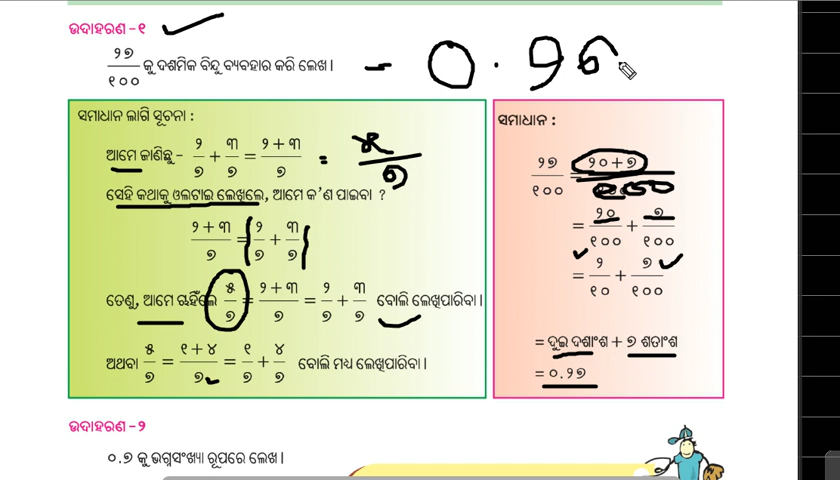 ଉଦାହରଣ -୧
୨୭/୧୦୦ କୁ ଦଶମିକ ବିନ୍ଦୁ ବ୍ୟବହାର କରି ଲେଖ। - ୦.୨୭
ସମାଧାନ ଲାଗି ସୂଚନା :
ଆମେ ଜାଣିଛୁ - ୨/୭ + ୩/୭ = (୨ + ୩)/୭ = ୫/୭
ସେହି କଥାକୁ ଓଲଟାଇ ଲେଖିଲେ, ଆମେ କ'ଣ ପାଇବା ?
(୨ + ୩)/୭ = ୨/୭ + ୩/୭
ତେଣୁ, ଆମେ ଚାହିଁଲେ ୫/୭ = (୨ + ୩)/୭ = ୨/୭ + ୩/୭ ବୋଲି ଲେଖିପାରିବା।
ଅଥବା ୫/୭ = (୧ + ୪)/୭ = ୧/୭ + ୪/୭ ବୋଲି ମଧ୍ୟ ଲେଖିପାରିବା।
ସମାଧାନ :
୨୭/୧୦୦ = (୨୦ + ୭)/୧୦୦
= ୨୦/୧୦୦ + ୭/୧୦୦
= ୨/୧୦ + ୭/୧୦୦
= ଦୁଇ ଦଶାଂଶ + ୭ ଶତାଂଶ
= ୦.୨୭
ଉଦାହରଣ -୨
୦.୭ କୁ ଭଗ୍ନସଂଖ୍ୟା ରୂପରେ ଲେଖ।